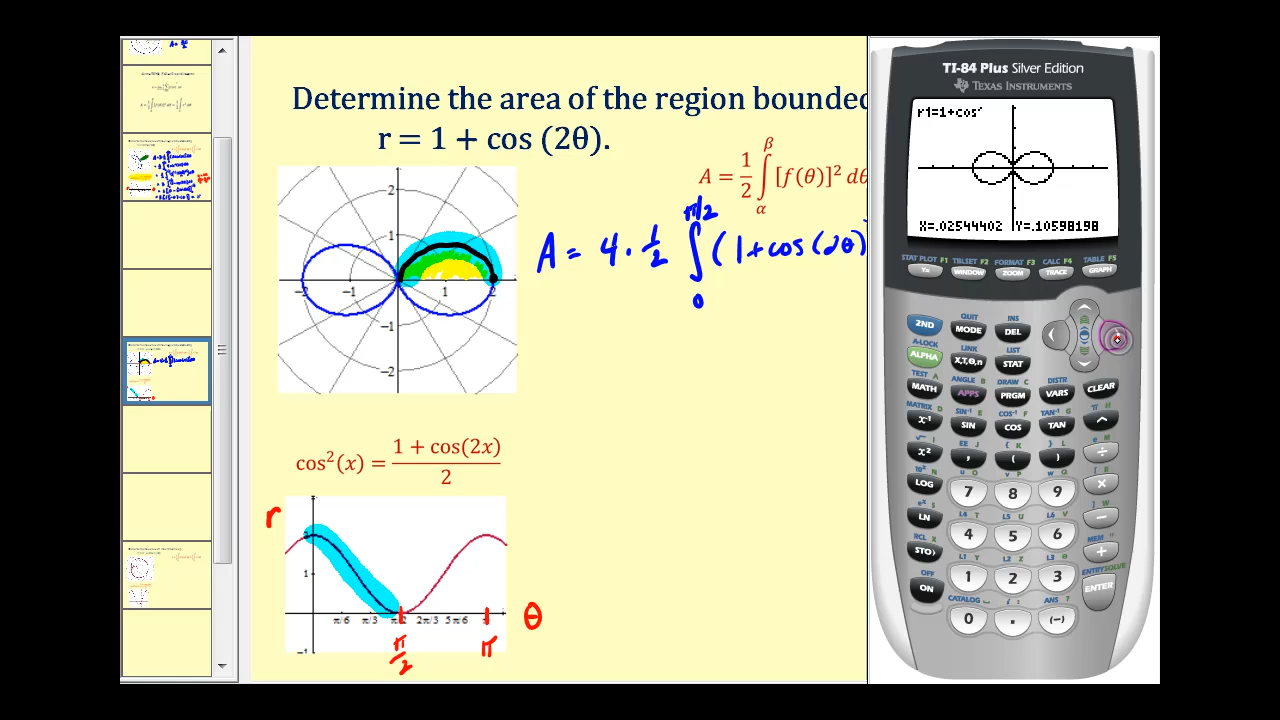 Determine the area of the region bounded
r = 1 + cos (2θ).
A = 1/2 ∫ α β [f(θ)]² dθ
A = 4 · 1/2 ∫ 0 π/2 (1+cos(2θ)
2
1
-2
-1
1
2
-1
-2
cos²(x) = 1 + cos(2x) / 2
r
2
1
π/6 π/3 π/2 2π/3 5π/6 π
θ
-1
π/2
π
TI-84 Plus Silver Edition
TEXAS INSTRUMENTS
r1=1+cos(
X=.02544402 Y=.10598198
STAT PLOT F1 TBLSET F2 FORMAT F3 CALC F4 TABLE F5
Y= WINDOW ZOOM TRACE GRAPH
QUIT INS
2ND MODE DEL
A-LOCK LINK LIST
ALPHA X,T,Θ,n STAT
TEST A ANGLE B DRAW C DISTR
MATH APPS PRGM VARS CLEAR
MATRIX D SIN⁻¹ E COS⁻¹ F TAN⁻¹ G π H
x⁻¹ SIN COS TAN ^
√ I EE J { K } L e M
x² , ( ) ÷
10ˣ N u O v P w Q [ R
LOG 7 8 9 ×
eˣ S L4 T L5 U L6 V ] W
LN 4 5 6 −
RCL X L1 Y L2 Z L3 θ MEM "
STO› 1 2 3 +
OFF CATALOG ⎵ i : ANS ? ENTRY SOLVE
ON 0 . (−) ENTER